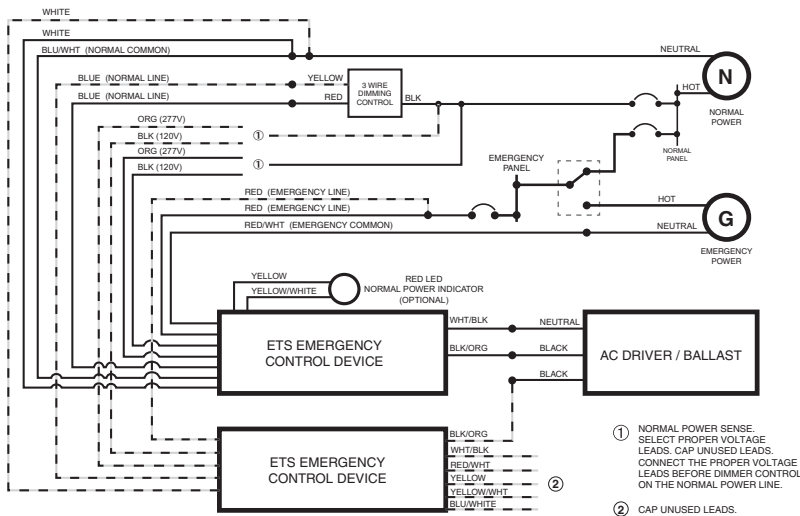 WHITE
WHITE
BLU/WHT (NORMAL COMMON)
NEUTRAL
N
BLUE (NORMAL LINE)
YELLOW
3 WIRE
DIMMING
CONTROL
HOT
BLUE (NORMAL LINE)
RED
BLK
NORMAL
POWER
ORG (277V)
BLK (120V)
①
ORG (277V)
BLK (120V)
①
NORMAL
PANEL
EMERGENCY
PANEL
RED (EMERGENCY LINE)
RED (EMERGENCY LINE)
HOT
RED/WHT (EMERGENCY COMMON)
NEUTRAL
G
EMERGENCY
POWER
YELLOW
YELLOW/WHITE
RED LED
NORMAL POWER INDICATOR
(OPTIONAL)
ETS EMERGENCY
CONTROL DEVICE
WHT/BLK
NEUTRAL
BLK/ORG
BLACK
BLACK
AC DRIVER / BALLAST
ETS EMERGENCY
CONTROL DEVICE
BLK/ORG
WHT/BLK
RED/WHT
YELLOW
YELLOW/WHT
BLU/WHITE
②
① NORMAL POWER SENSE.
SELECT PROPER VOLTAGE
LEADS. CAP UNUSED LEADS.
CONNECT THE PROPER VOLTAGE
LEADS BEFORE DIMMER CONTROL
ON THE NORMAL POWER LINE.
② CAP UNUSED LEADS.